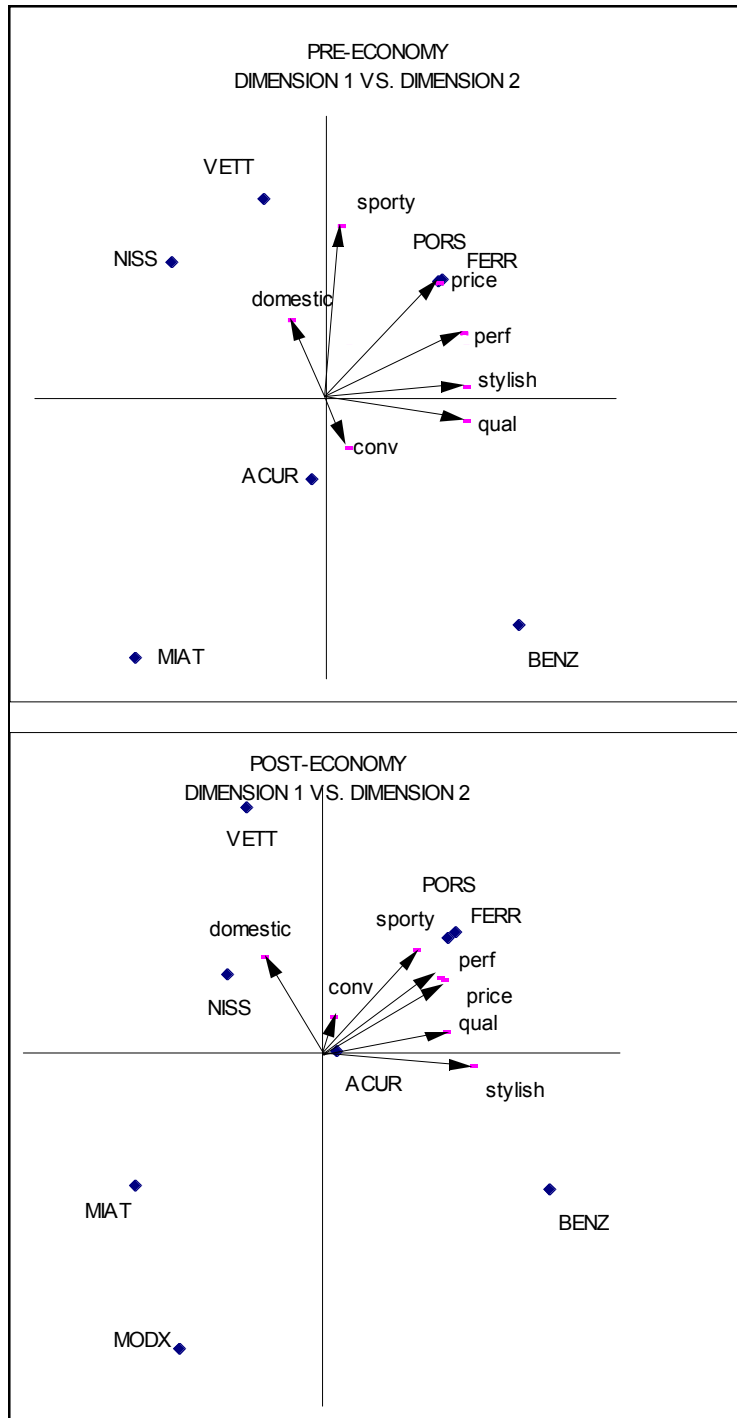 PRE-ECONOMY
DIMENSION 1 VS. DIMENSION 2
VETT
sporty
PORS
NISS
FERR
price
domestic
perf
stylish
qual
conv
ACUR
MIAT
BENZ
POST-ECONOMY
DIMENSION 1 VS. DIMENSION 2
VETT
PORS
sporty
FERR
domestic
perf
NISS
conv
price
qual
ACUR
stylish
MIAT
BENZ
MODX